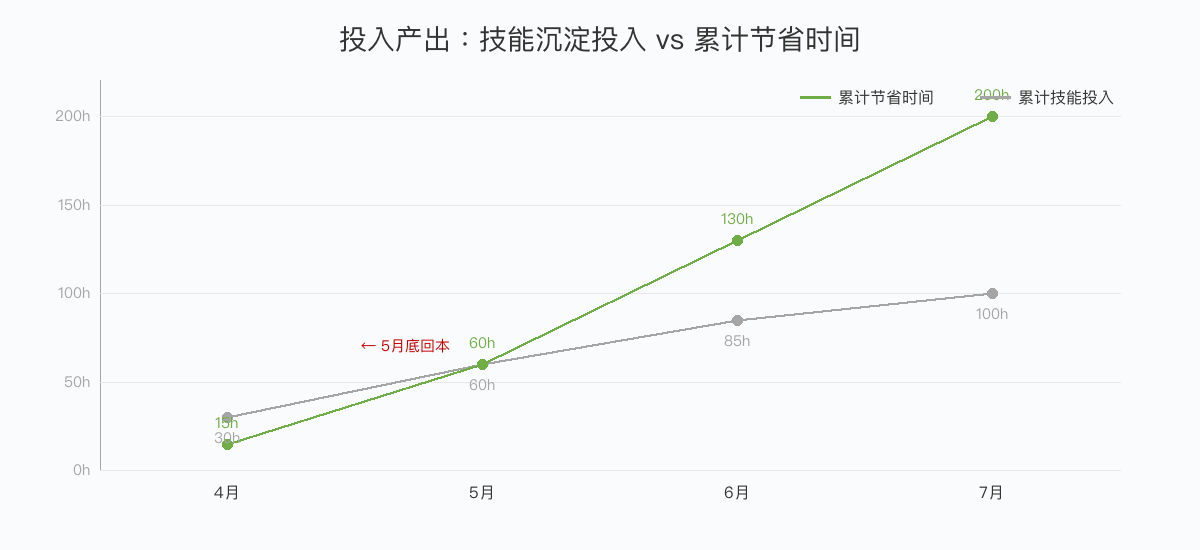 投入产出：技能沉淀投入 vs 累计节省时间
累计节省时间
累计技能投入
200h
200h
150h
130h
100h
100h
85h
← 5月底回本
60h
60h
50h
15h
30h
0h
4月
5月
6月
7月